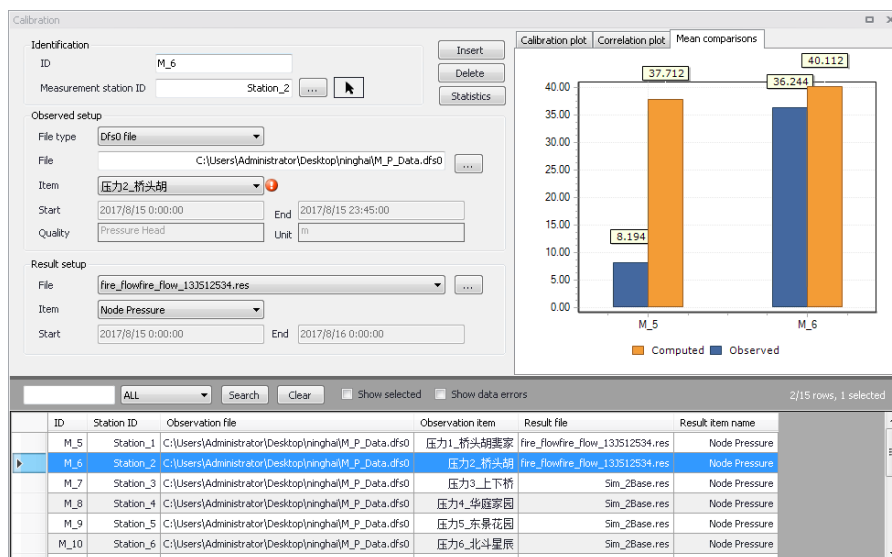 Calibration
Identification
ID M_6
Measurement station ID Station_2 ...
Insert
Delete
Statistics
Observed setup
File type Dfs0 file
File C:\Users\Administrator\Desktop\ninghai\M_P_Data.dfs0 ...
Item 压力2_桥头胡
Start 2017/8/15 0:00:00 End 2017/8/15 23:45:00
Quality Pressure Head Unit m
Result setup
File fire_flowfire_flow_13JS12534.res ...
Item Node Pressure
Start 2017/8/15 0:00:00 End 2017/8/16 0:00:00
Calibration plot Correlation plot Mean comparisons
40.112
37.712
36.244
8.194
40.00
35.00
30.00
25.00
20.00
15.00
10.00
5.00
0.00
M_5 M_6
Computed Observed
ALL Search Clear Show selected Show data errors 2/15 rows, 1 selected
ID Station ID Observation file Observation item Result file Result item name
M_5 Station_1 C:\Users\Administrator\Desktop\ninghai\M_P_Data.dfs0 压力1_桥头胡斐家 fire_flowfire_flow_13JS12534.res Node Pressure
M_6 Station_2 C:\Users\Administrator\Desktop\ninghai\M_P_Data.dfs0 压力2_桥头胡 fire_flowfire_flow_13JS12534.res Node Pressure
M_7 Station_3 C:\Users\Administrator\Desktop\ninghai\M_P_Data.dfs0 压力3_上下桥 Sim_2Base.res Node Pressure
M_8 Station_4 C:\Users\Administrator\Desktop\ninghai\M_P_Data.dfs0 压力4_华庭家园 Sim_2Base.res Node Pressure
M_9 Station_5 C:\Users\Administrator\Desktop\ninghai\M_P_Data.dfs0 压力5_东景花园 Sim_2Base.res Node Pressure
M_10 Station_6 C:\Users\Administrator\Desktop\ninghai\M_P_Data.dfs0 压力6_北斗星辰 Sim_2Base.res Node Pressure